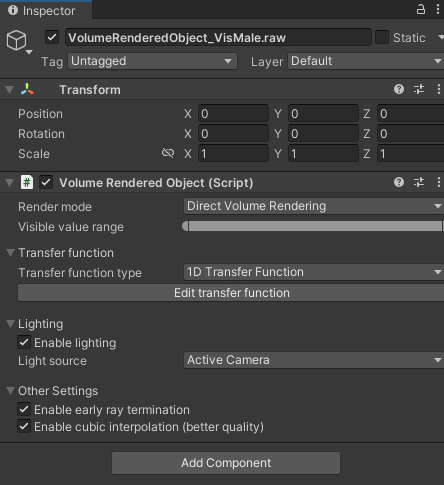 Inspector
VolumeRenderedObject_VisMale.raw Static
Tag Untagged Layer Default
Transform
Position X 0 Y 0 Z 0
Rotation X 0 Y 0 Z 0
Scale X 1 Y 1 Z 1
# Volume Rendered Object (Script)
Render mode Direct Volume Rendering
Visible value range
Transfer function
Transfer function type 1D Transfer Function
Edit transfer function
Lighting
Enable lighting
Light source Active Camera
Other Settings
Enable early ray termination
Enable cubic interpolation (better quality)
Add Component